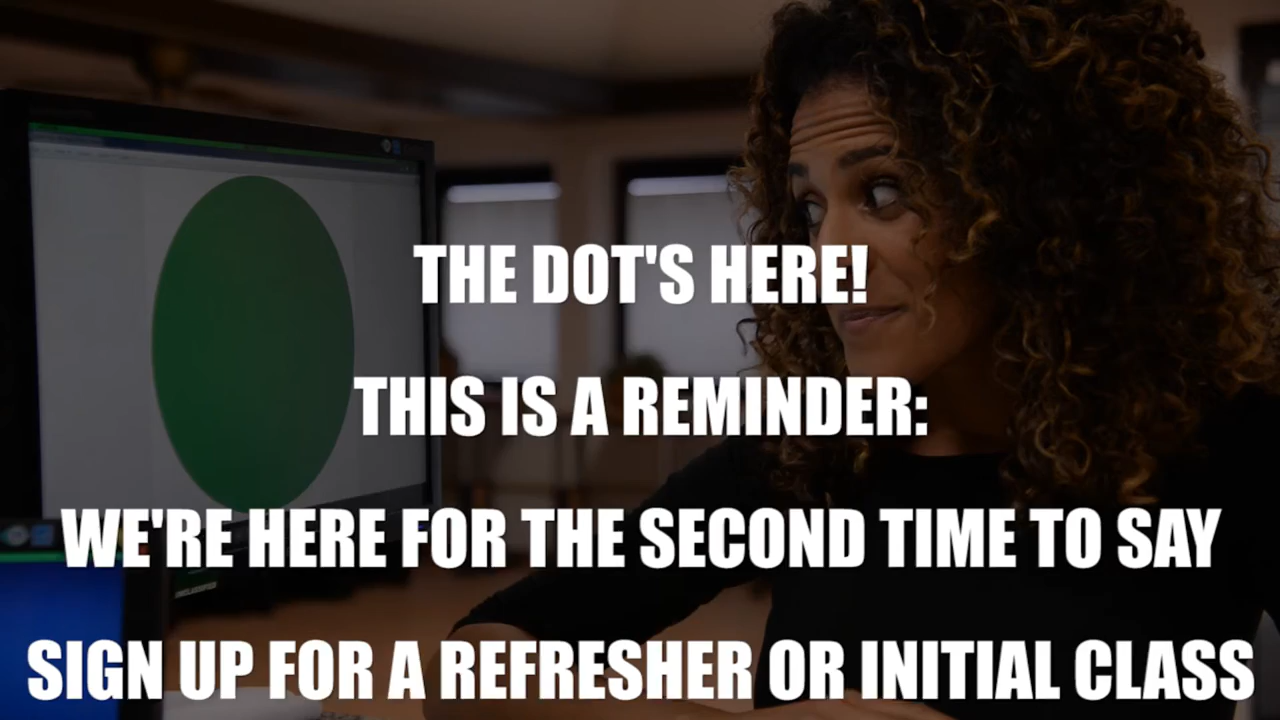 THE DOT'S HERE!
THIS IS A REMINDER:
WE'RE HERE FOR THE SECOND TIME TO SAY
SIGN UP FOR A REFRESHER OR INITIAL CLASS